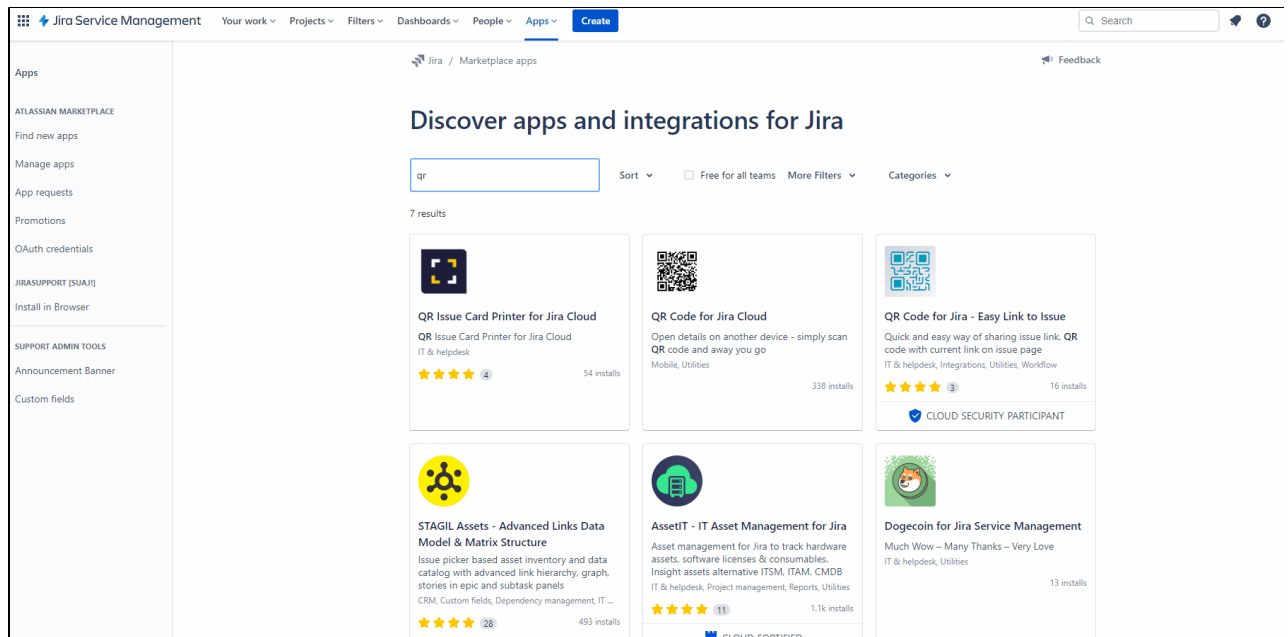 Jira Service Management Your work Projects Filters Dashboards People Apps Create Search
Jira / Marketplace apps Feedback
Apps
ATLASSIAN MARKETPLACE
Find new apps
Manage apps
App requests
Promotions
OAuth credentials
JIRASUPPORT [SUAJ!]
Install in Browser
SUPPORT ADMIN TOOLS
Announcement Banner
Custom fields
Discover apps and integrations for Jira
qr Sort Free for all teams More Filters Categories
7 results
QR Issue Card Printer for Jira Cloud
QR Issue Card Printer for Jira Cloud
IT & helpdesk
4 54 installs
QR Code for Jira Cloud
Open details on another device - simply scan
QR code and away you go
Mobile, Utilities
338 installs
QR Code for Jira - Easy Link to Issue
Quick and easy way of sharing issue link. QR
code with current link on issue page
IT & helpdesk, Integrations, Utilities, Workflow
3 16 installs
CLOUD SECURITY PARTICIPANT
STAGIL Assets - Advanced Links Data
Model & Matrix Structure
Issue picker based asset inventory and data
catalog with advanced link hierarchy, graph,
stories in epic and subtask panels
CRM, Custom fields, Dependency management, IT ...
28 493 installs
AssetIT - IT Asset Management for Jira
Asset management for Jira to track hardware
assets, software licenses & consumables.
Insight assets alternative ITSM, ITAM, CMDB
IT & helpdesk, Project management, Reports, Utilities
11 1.1k installs
CLOUD FORTIFIED
Dogecoin for Jira Service Management
Much Wow – Many Thanks – Very Love
IT & helpdesk, Utilities
13 installs